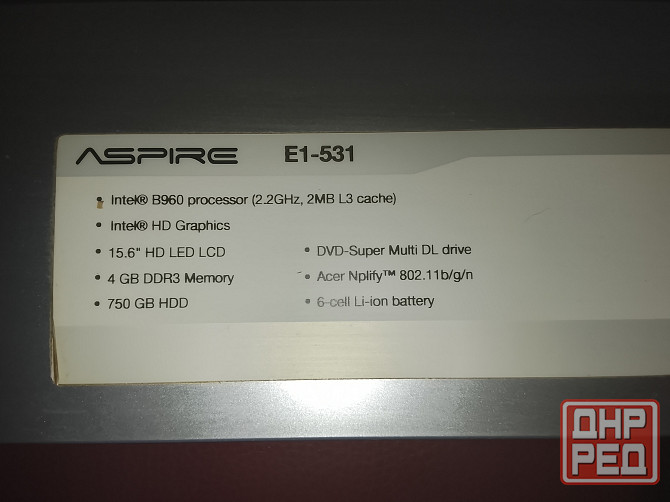 ASPIRE E1-531
• Intel® B960 processor (2.2GHz, 2MB L3 cache)
• Intel® HD Graphics
• 15.6" HD LED LCD
• 4 GB DDR3 Memory
• 750 GB HDD
• DVD-Super Multi DL drive
• Acer Nplify™ 802.11b/g/n
• 6-cell Li-ion battery
ДНР
РЕД